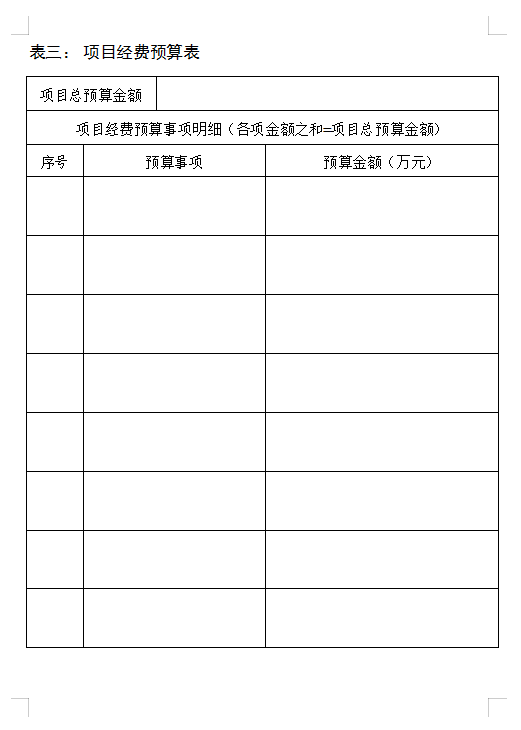 表三： 项目经费预算表
项目总预算金额
项目经费预算事项明细（各项金额之和=项目总预算金额）
序号 预算事项 预算金额（万元）